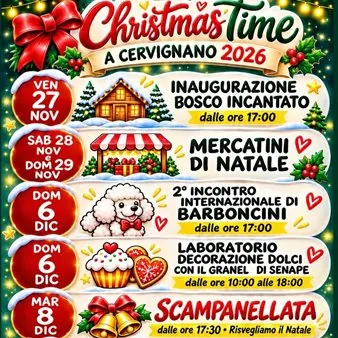 Christmas Time
A CERVIGNANO 2026
VEN
27
NOV
INAUGURAZIONE
BOSCO INCANTATO
dalle ore 17:00
SAB 28
NOV
e
DOM 29
NOV
MERCATINI
DI NATALE
DOM
6
DIC
2° INCONTRO
INTERNAZIONALE DI
BARBONCINI
dalle ore 17:00
DOM
6
DIC
LABORATORIO
DECORAZIONE DOLCI
CON IL GRANEL DI SENAPE
dalle ore 10:00 alle 18:00
MAR
8
DIC
SCAMPANELLATA
dalle ore 17:30 • Risvegliamo il Natale